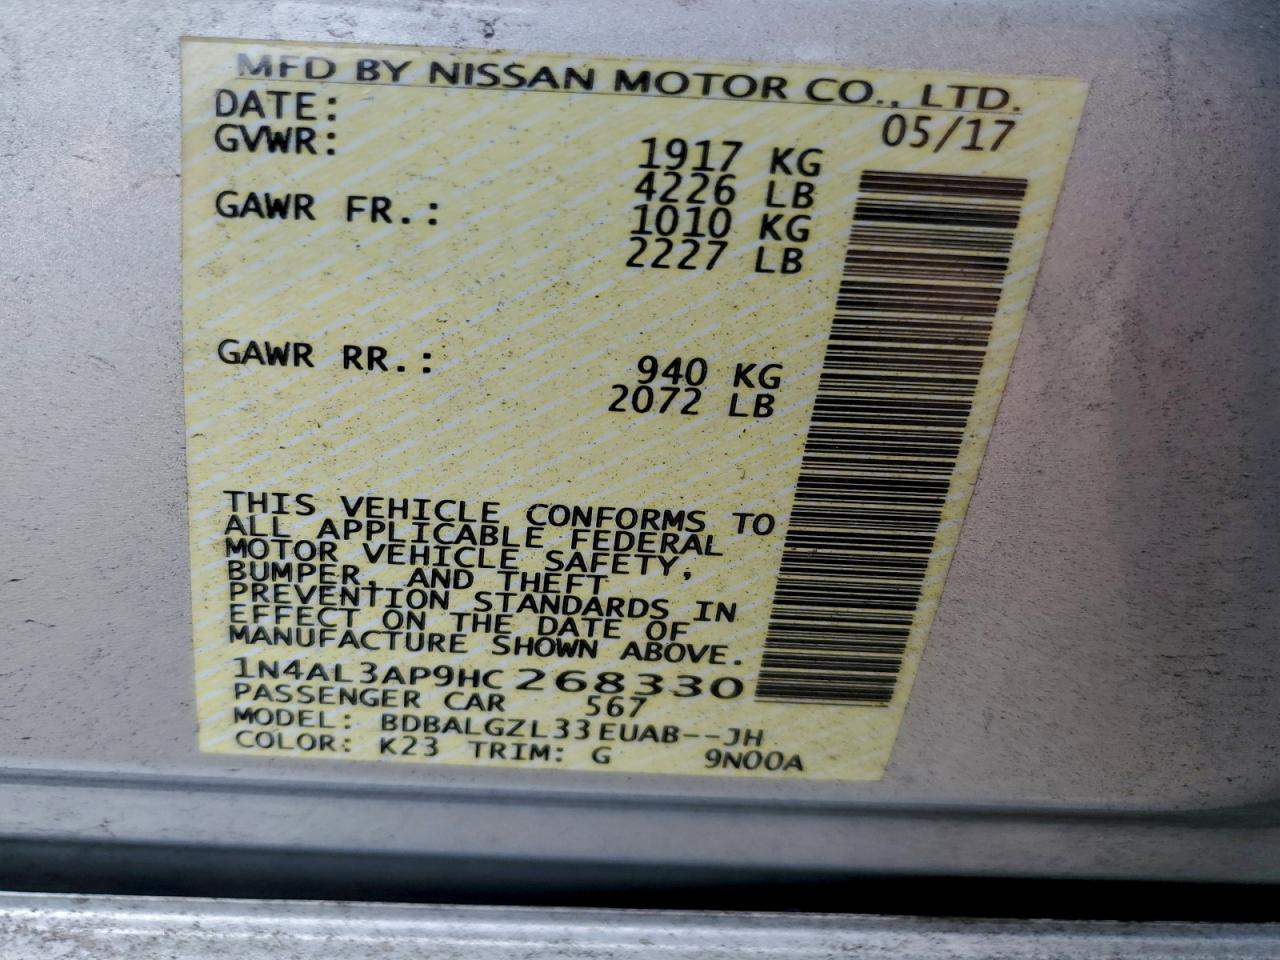 MFD BY NISSAN MOTOR CO., LTD.
DATE: 05/17
GVWR: 1917 KG
4226 LB
GAWR FR.: 1010 KG
2227 LB
GAWR RR.: 940 KG
2072 LB
THIS VEHICLE CONFORMS TO
ALL APPLICABLE FEDERAL
MOTOR VEHICLE SAFETY,
BUMPER, AND THEFT
PREVENTION STANDARDS IN
EFFECT ON THE DATE OF
MANUFACTURE SHOWN ABOVE.
1N4AL3AP9HC268330
PASSENGER CAR 567
MODEL: BDBALGZL33EUAB--JH
COLOR: K23 TRIM: G 9N00A